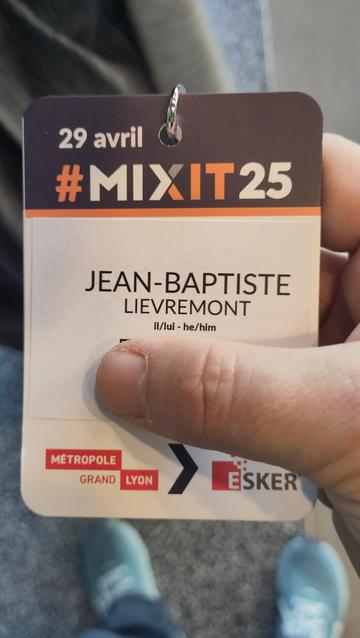 29 avril
#MIXIT25
JEAN-BAPTISTE
LIEVREMONT
il/lui - he/him
MÉTROPOLE
GRAND LYON
ESKER